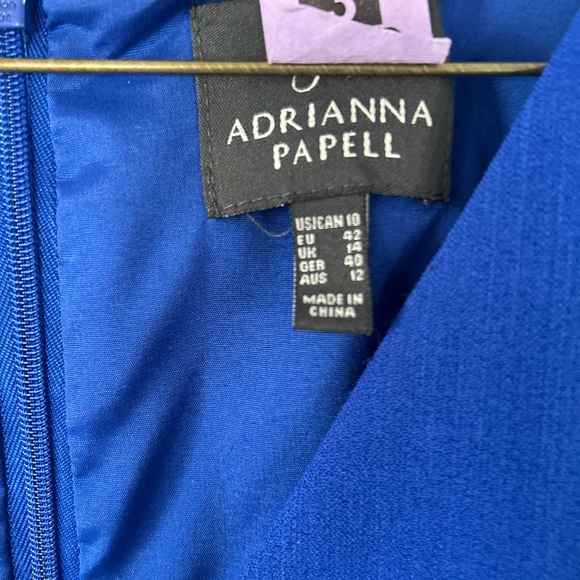 ADRIANNA
PAPELL
US/CAN 10
EU 42
UK 14
GER 40
AUS 12
MADE IN
CHINA